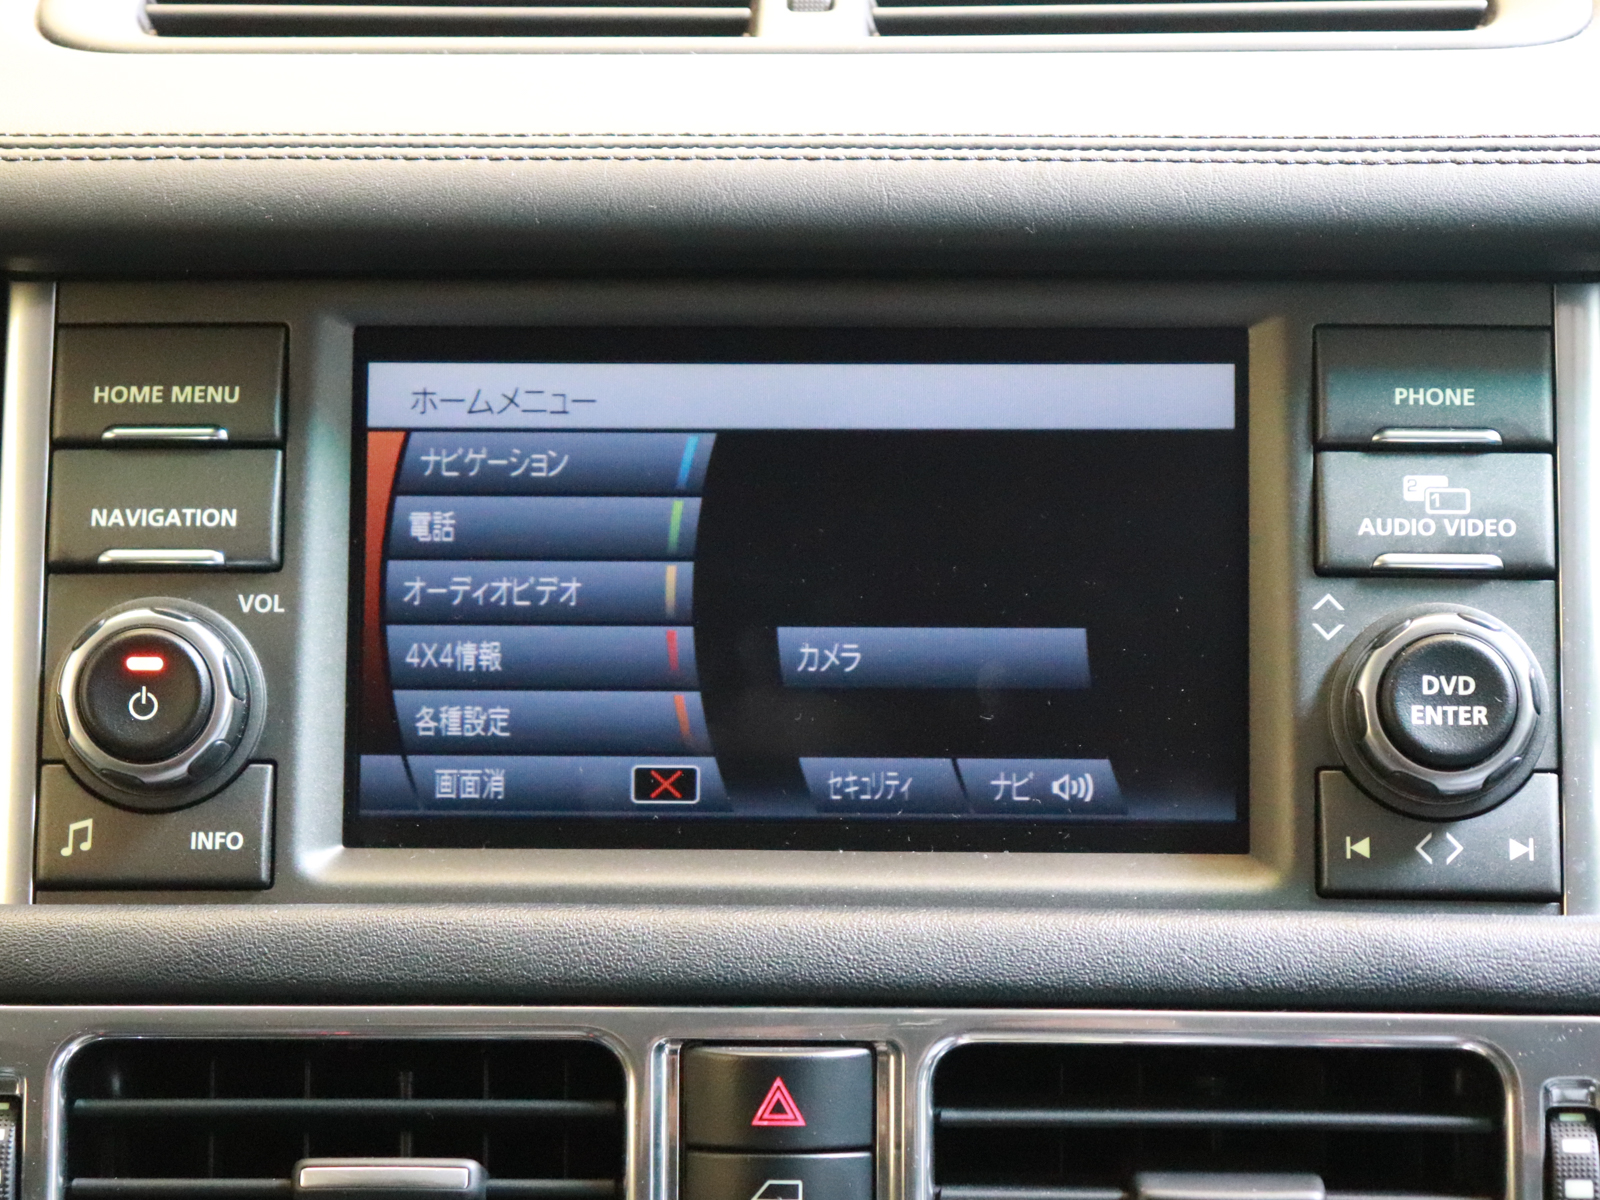 HOME MENU
NAVIGATION
VOL
INFO
ホームメニュー
ナビゲーション
電話
オーディオビデオ
4X4情報
カメラ
各種設定
画面消
セキュリティ
ナビ
PHONE
2
1
AUDIO VIDEO
DVD
ENTER